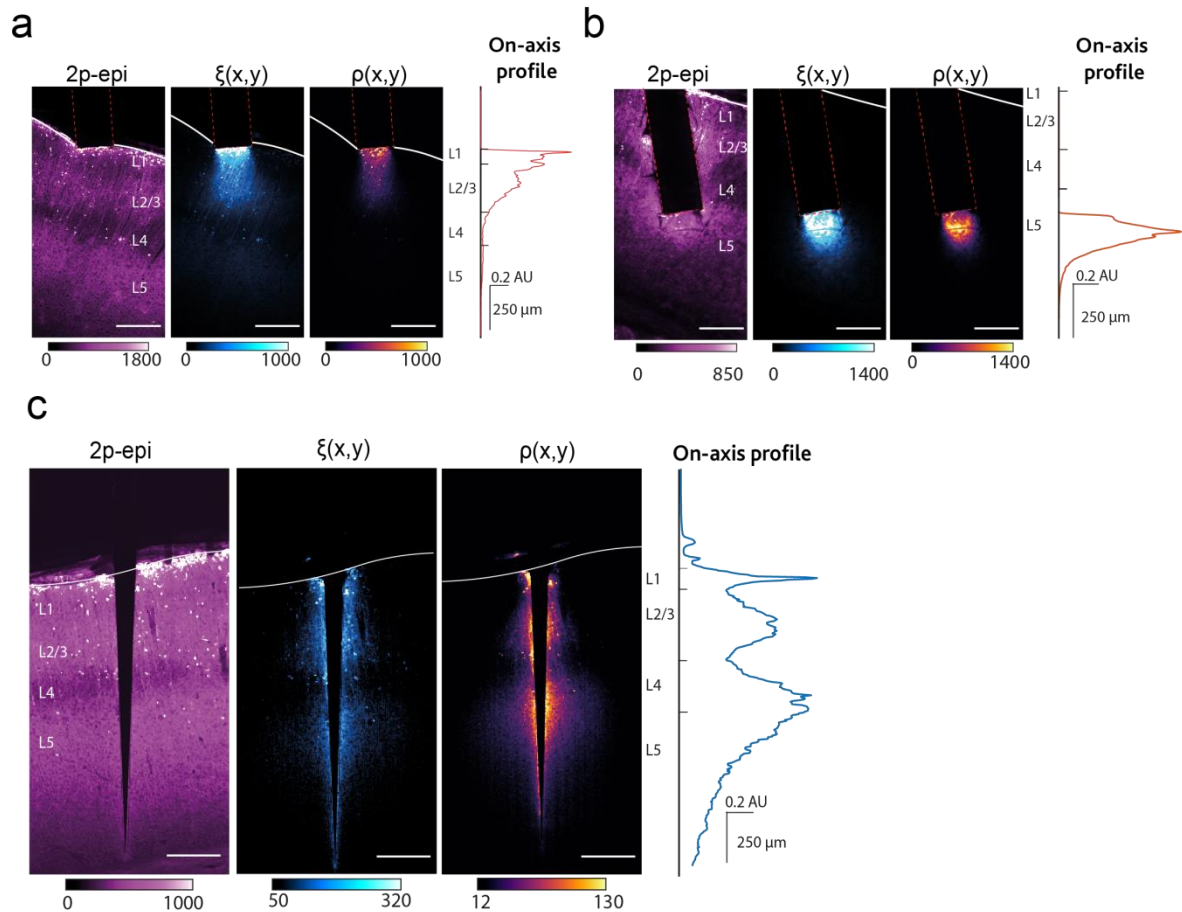 a
2p-epi ξ(x,y) ρ(x,y) On-axis profile
L1
L2/3
L4
L5
L1
L2/3
L4
L5
0.2 AU
250 µm
0 1800 0 1000 0 1000
b
2p-epi ξ(x,y) ρ(x,y) On-axis profile
L1
L2/3
L4
L5
L1
L2/3
L4
L5
0.2 AU
250 µm
0 850 0 1400 0 1400
c
2p-epi ξ(x,y) ρ(x,y) On-axis profile
L1
L2/3
L4
L5
L1
L2/3
L4
L5
0.2 AU
250 µm
0 1000 50 320 12 130